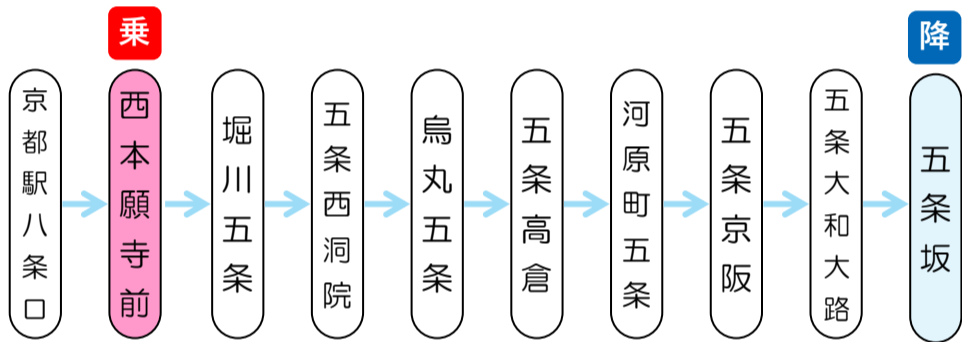 乗
降
京都駅八条口
西本願寺前
堀川五条
五条西洞院
烏丸五条
五条高倉
河原町五条
五条京阪
五条大和大路
五条坂